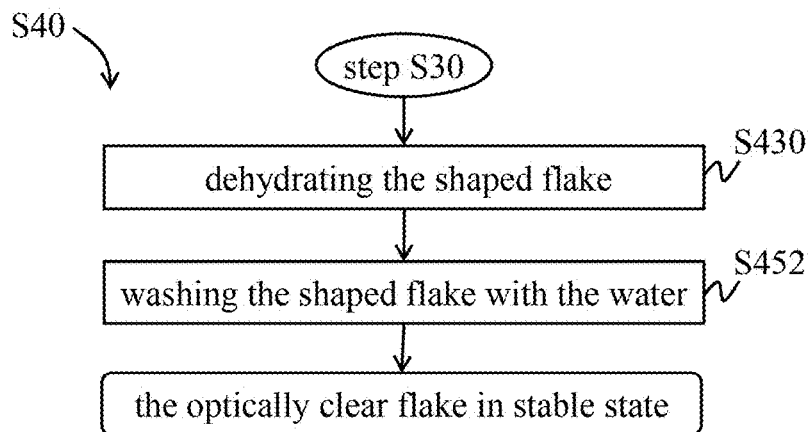 S40
step S30
S430
dehydrating the shaped flake
S452
washing the shaped flake with the water
the optically clear flake in stable state